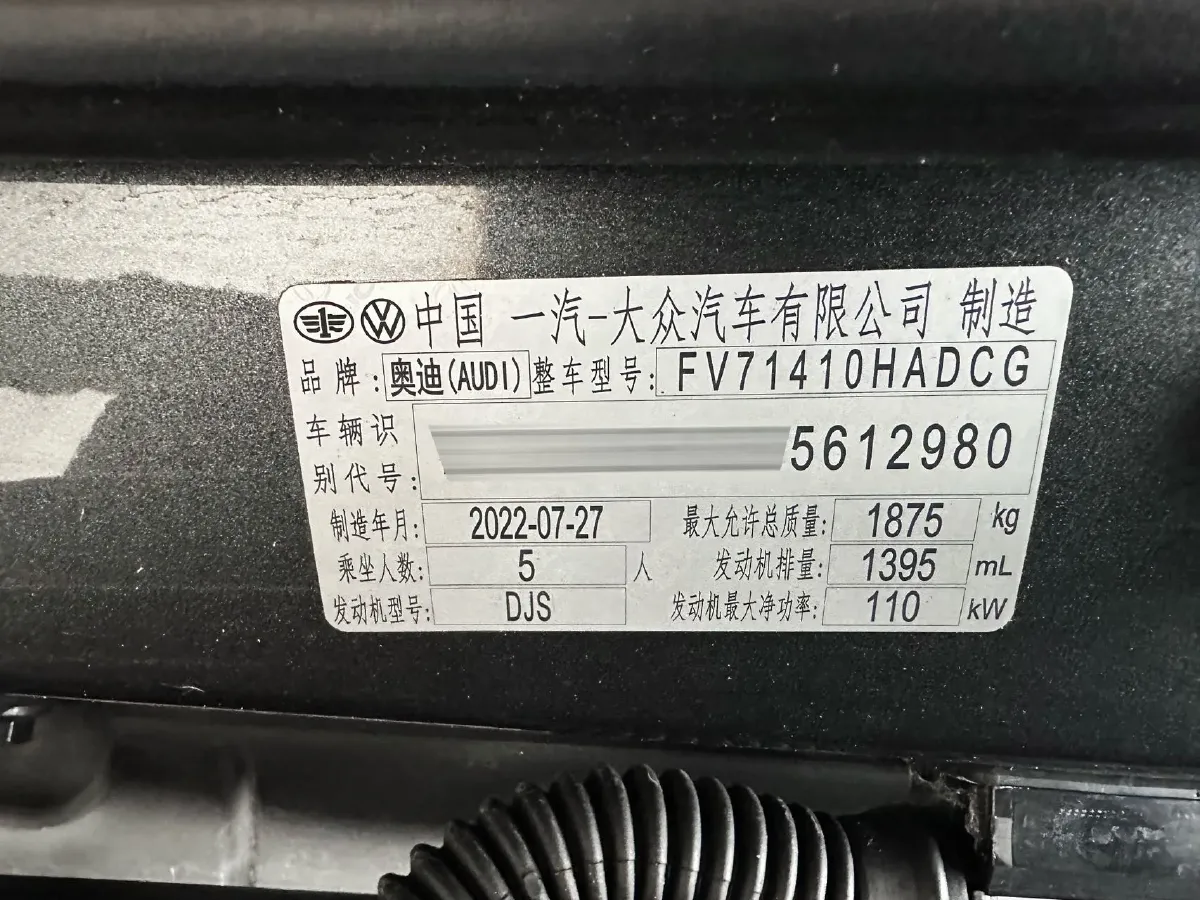 中国 一汽-大众汽车有限公司 制造
品牌: 奥迪(AUDI) 整车型号: FV71410HADCG
车辆识别代号: 5612980
制造年月: 2022-07-27 最大允许总质量: 1875 kg
乘坐人数: 5 人 发动机排量: 1395 mL
发动机型号: DJS 发动机最大净功率: 110 kW